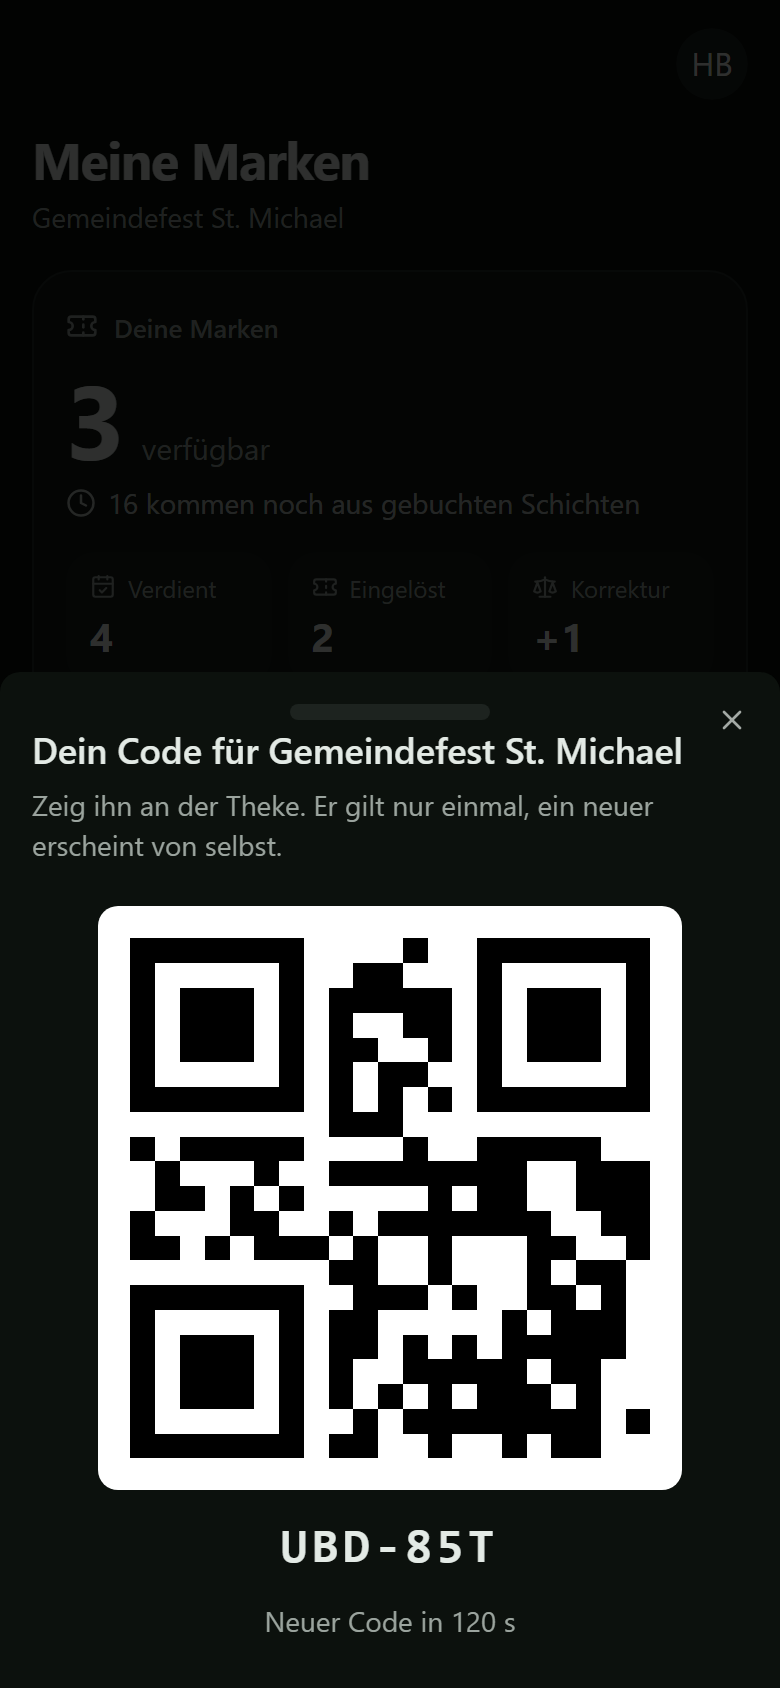 HB
Meine Marken
Gemeindefest St. Michael
Deine Marken
3 verfügbar
16 kommen noch aus gebuchten Schichten
Verdient Eingelöst Korrektur
4 2 +1
Dein Code für Gemeindefest St. Michael
Zeig ihn an der Theke. Er gilt nur einmal, ein neuer
erscheint von selbst.
UBD-85T
Neuer Code in 120 s